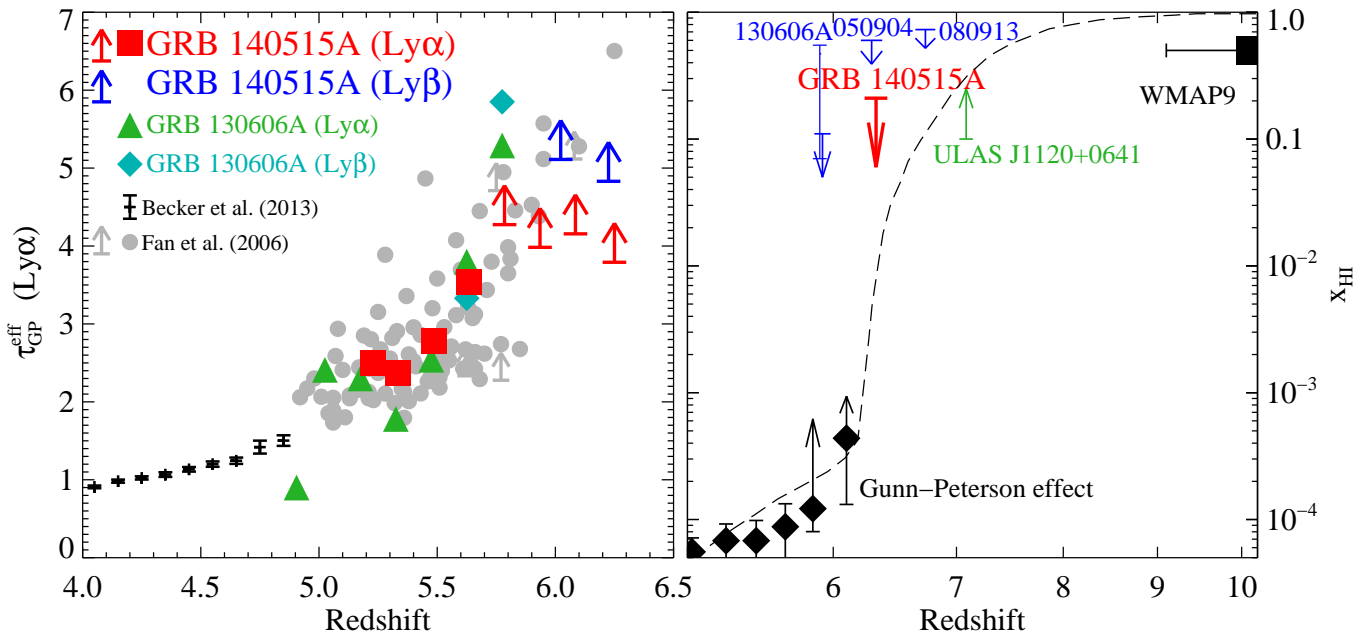 7
6
5
4
3
2
1
0
τ_GP^eff (Lyα)
GRB 140515A (Lyα)
GRB 140515A (Lyβ)
GRB 130606A (Lyα)
GRB 130606A (Lyβ)
Becker et al. (2013)
Fan et al. (2006)
4.0 4.5 5.0 5.5 6.0 6.5
Redshift
130606A 050904 080913
GRB 140515A
WMAP9
ULAS J1120+0641
Gunn−Peterson effect
1.0
0.1
10⁻²
10⁻³
10⁻⁴
x_HI
6 7 8 9 10
Redshift